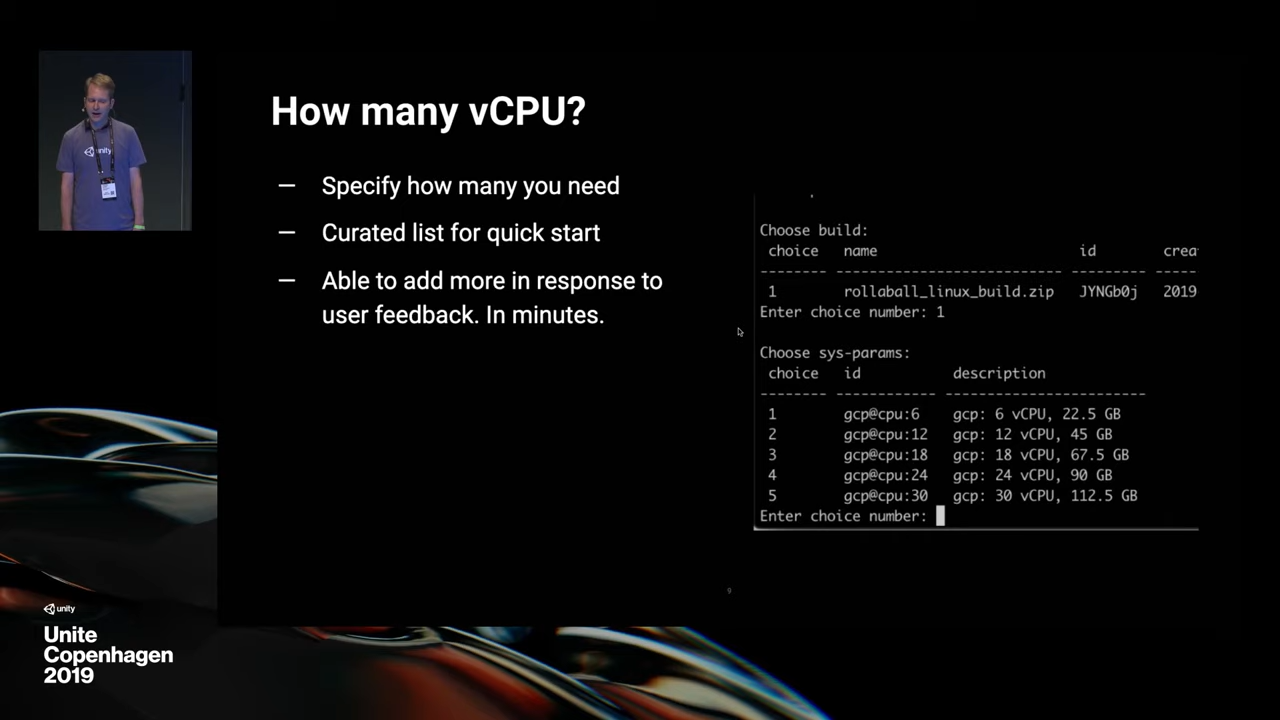 How many vCPU?
— Specify how many you need
— Curated list for quick start
— Able to add more in response to
user feedback. In minutes.
Choose build:
choice name id crea
-------- --------------------------- --------- -----
1 rollaball_linux_build.zip JYNGb0j 2019
Enter choice number: 1
Choose sys-params:
choice id description
-------- ------------ ------------------------
1 gcp@cpu:6 gcp: 6 vCPU, 22.5 GB
2 gcp@cpu:12 gcp: 12 vCPU, 45 GB
3 gcp@cpu:18 gcp: 18 vCPU, 67.5 GB
4 gcp@cpu:24 gcp: 24 vCPU, 90 GB
5 gcp@cpu:30 gcp: 30 vCPU, 112.5 GB
Enter choice number:
9
unity
unity
Unite
Copenhagen
2019